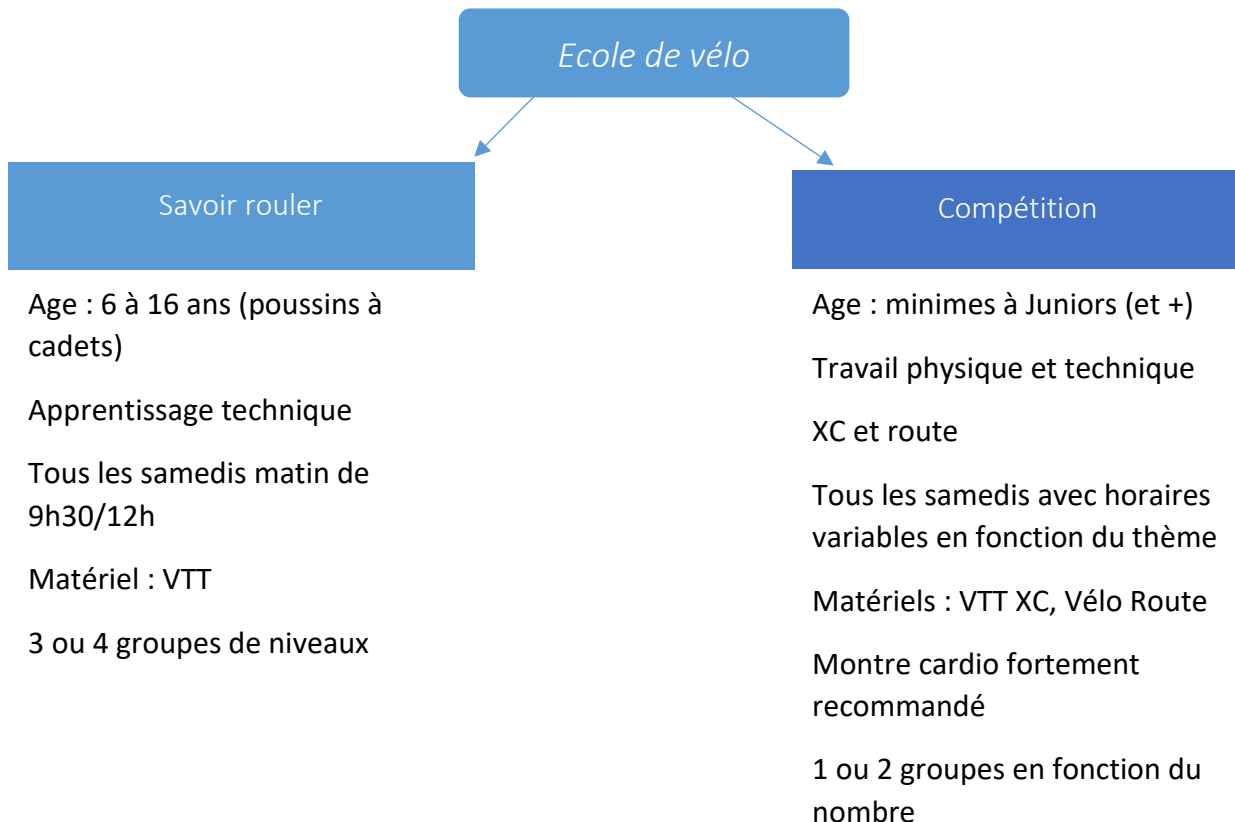 Ecole de vélo
Savoir rouler
Age : 6 à 16 ans (poussins à
cadets)
Apprentissage technique
Tous les samedis matin de
9h30/12h
Matériel : VTT
3 ou 4 groupes de niveaux
Compétition
Age : minimes à Juniors (et +)
Travail physique et technique
XC et route
Tous les samedis avec horaires
variables en fonction du thème
Matériels : VTT XC, Vélo Route
Montre cardio fortement
recommandé
1 ou 2 groupes en fonction du
nombre